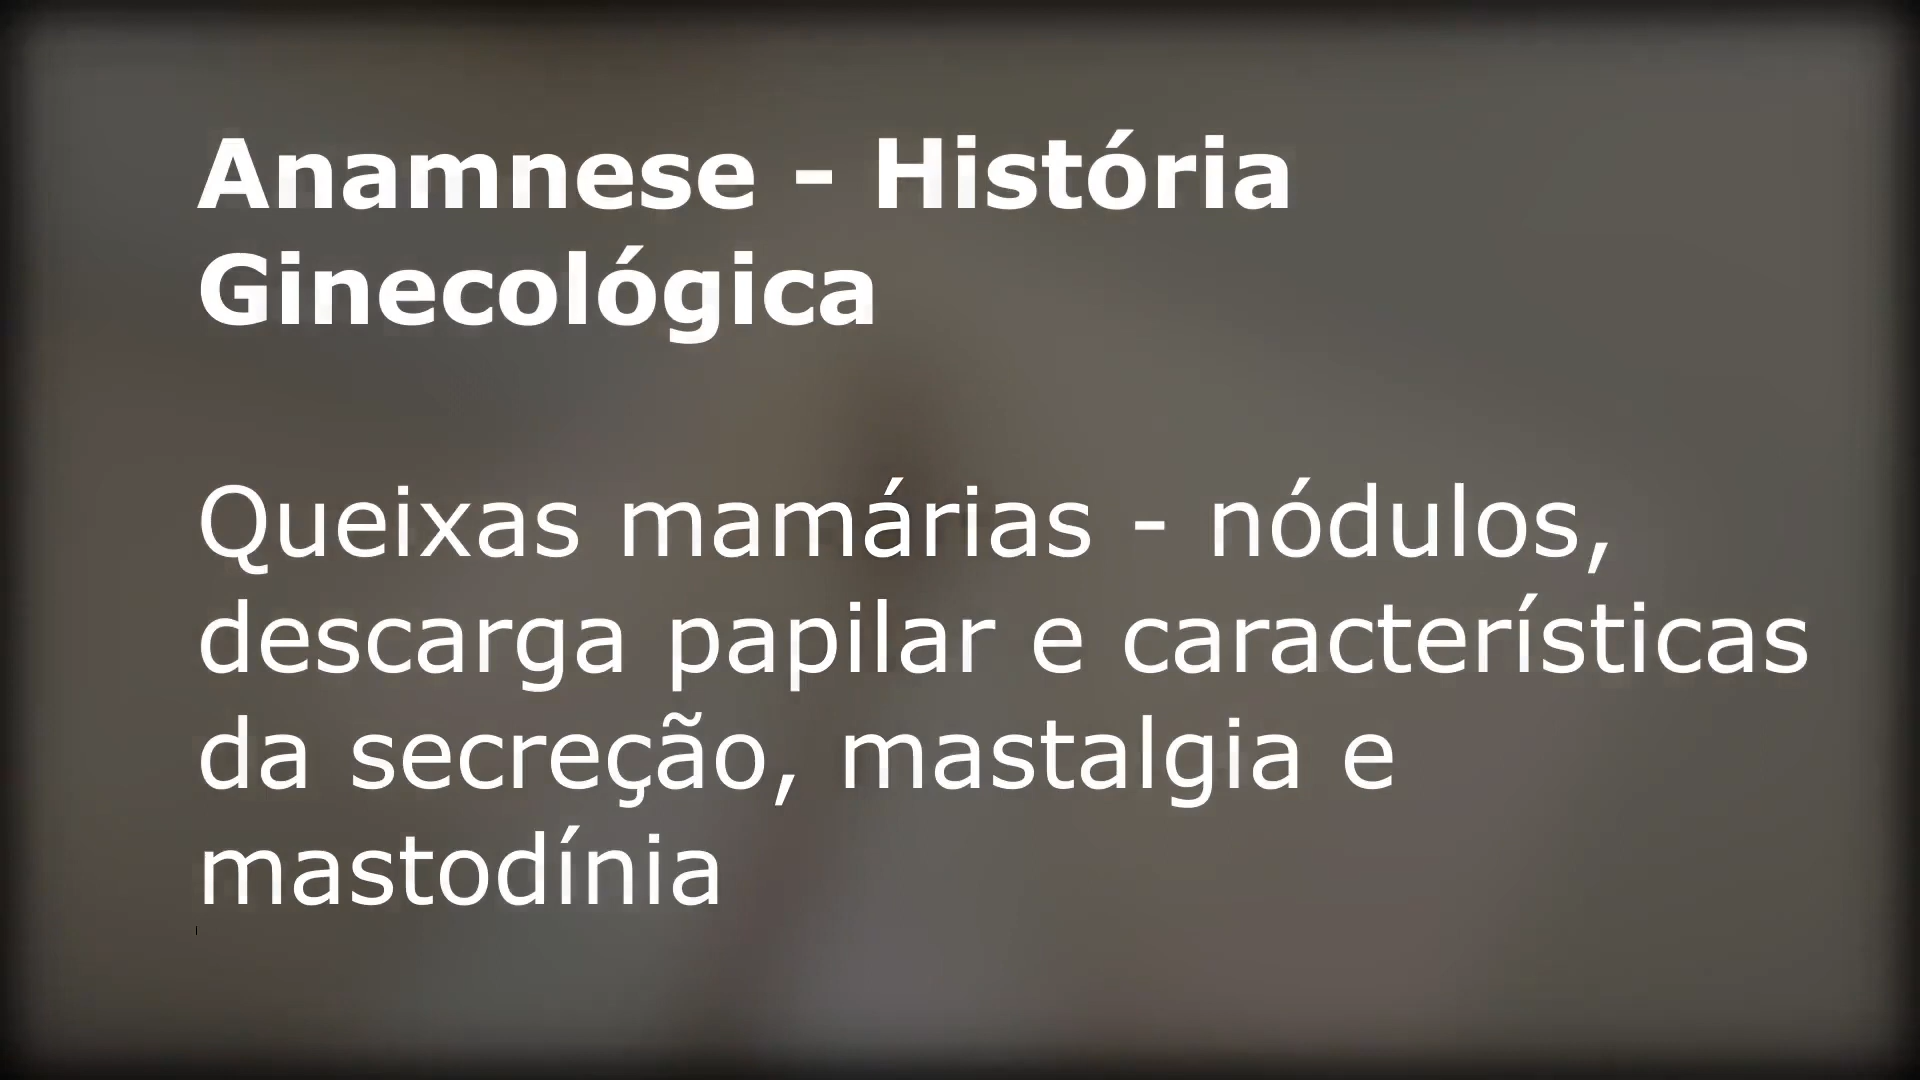 Anamnese - História
Ginecológica
Queixas mamárias - nódulos,
descarga papilar e características
da secreção, mastalgia e
mastodínia